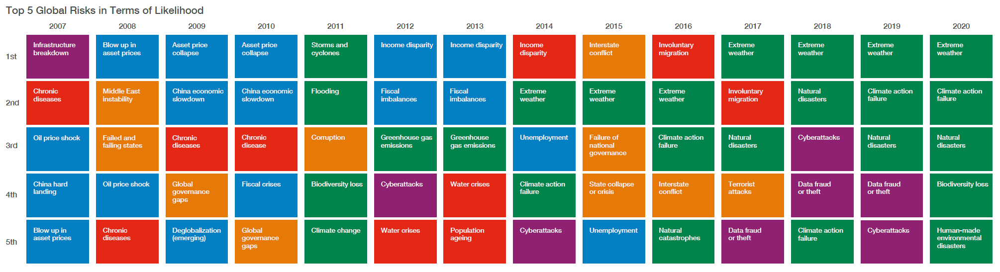 Top 5 Global Risks in Terms of Likelihood
2007 2008 2009 2010 2011 2012 2013 2014 2015 2016 2017 2018 2019 2020
1st
Infrastructure
breakdown
Blow up in
asset prices
Asset price
collapse
Asset price
collapse
Storms and
cyclones
Income disparity
Income disparity
Income
disparity
Interstate
conflict
Involuntary
migration
Extreme
weather
Extreme
weather
Extreme
weather
Extreme
weather
2nd
Chronic
diseases
Middle East
instability
China economic
slowdown
China economic
slowdown
Flooding
Fiscal
imbalances
Fiscal
imbalances
Extreme
weather
Extreme
weather
Extreme
weather
Involuntary
migration
Natural
disasters
Climate action
failure
Climate action
failure
3rd
Oil price shock
Failed and
failing states
Chronic
diseases
Chronic
disease
Corruption
Greenhouse gas
emissions
Greenhouse
gas emissions
Unemployment
Failure of
national
governance
Climate action
failure
Natural
disasters
Cyberattacks
Natural
disasters
Natural
disasters
4th
China hard
landing
Oil price shock
Global
governance
gaps
Fiscal crises
Biodiversity loss
Cyberattacks
Water crises
Climate action
failure
State collapse
or crisis
Interstate
conflict
Terrorist
attacks
Data fraud
or theft
Data fraud
or theft
Biodiversity loss
5th
Blow up in
asset prices
Chronic
diseases
Deglobalization
(emerging)
Global
governance
gaps
Climate change
Water crises
Population
ageing
Cyberattacks
Unemployment
Natural
catastrophes
Data fraud
or theft
Climate action
failure
Cyberattacks
Human-made
environmental
disasters